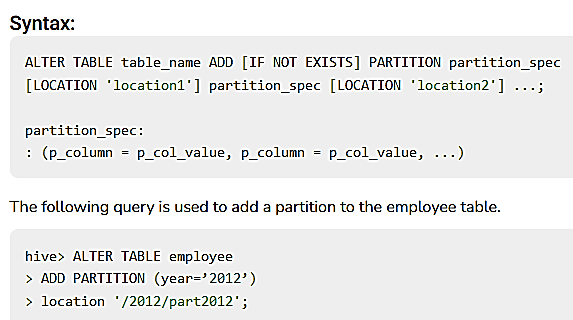 Syntax:
ALTER TABLE table_name ADD [IF NOT EXISTS] PARTITION partition_spec
[LOCATION 'location1'] partition_spec [LOCATION 'location2'] ...;
partition_spec:
: (p_column = p_col_value, p_column = p_col_value, ...)
The following query is used to add a partition to the employee table.
hive> ALTER TABLE employee
> ADD PARTITION (year=’2012’)
> location '/2012/part2012';